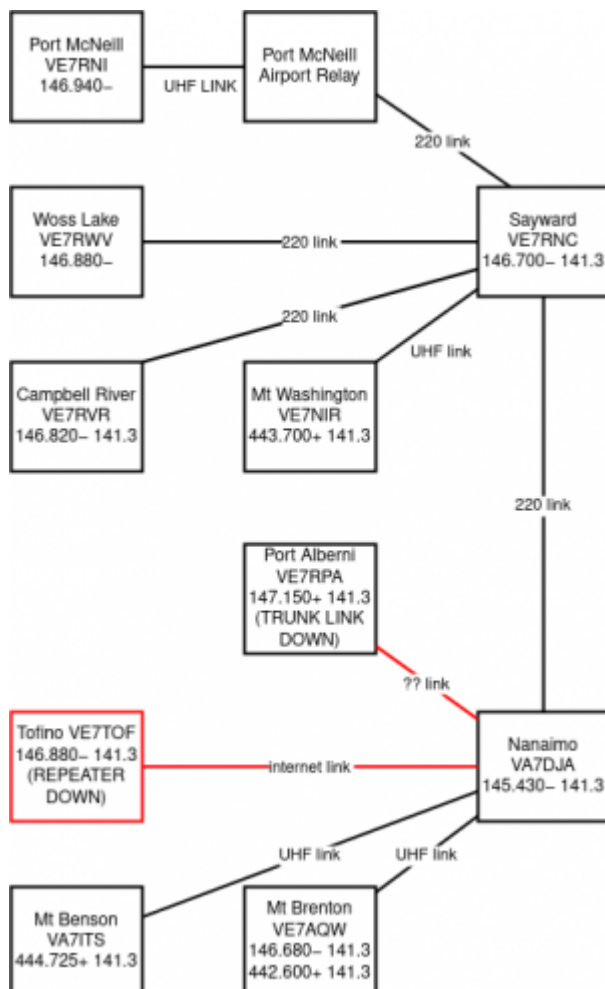 Port McNeill
VE7RNI
146.940−
UHF LINK
Port McNeill
Airport Relay
220 link
Woss Lake
VE7RWV
146.880−
220 link
Sayward
VE7RNC
146.700− 141.3
220 link
UHF link
Campbell River
VE7RVR
146.820− 141.3
Mt Washington
VE7NIR
443.700+ 141.3
220 link
Port Alberni
VE7RPA
147.150+ 141.3
(TRUNK LINK
DOWN)
?? link
Tofino VE7TOF
146.880− 141.3
(REPEATER
DOWN)
internet link
Nanaimo
VA7DJA
145.430− 141.3
UHF link
UHF link
Mt Benson
VA7ITS
444.725+ 141.3
Mt Brenton
VE7AQW
146.680− 141.3
442.600+ 141.3